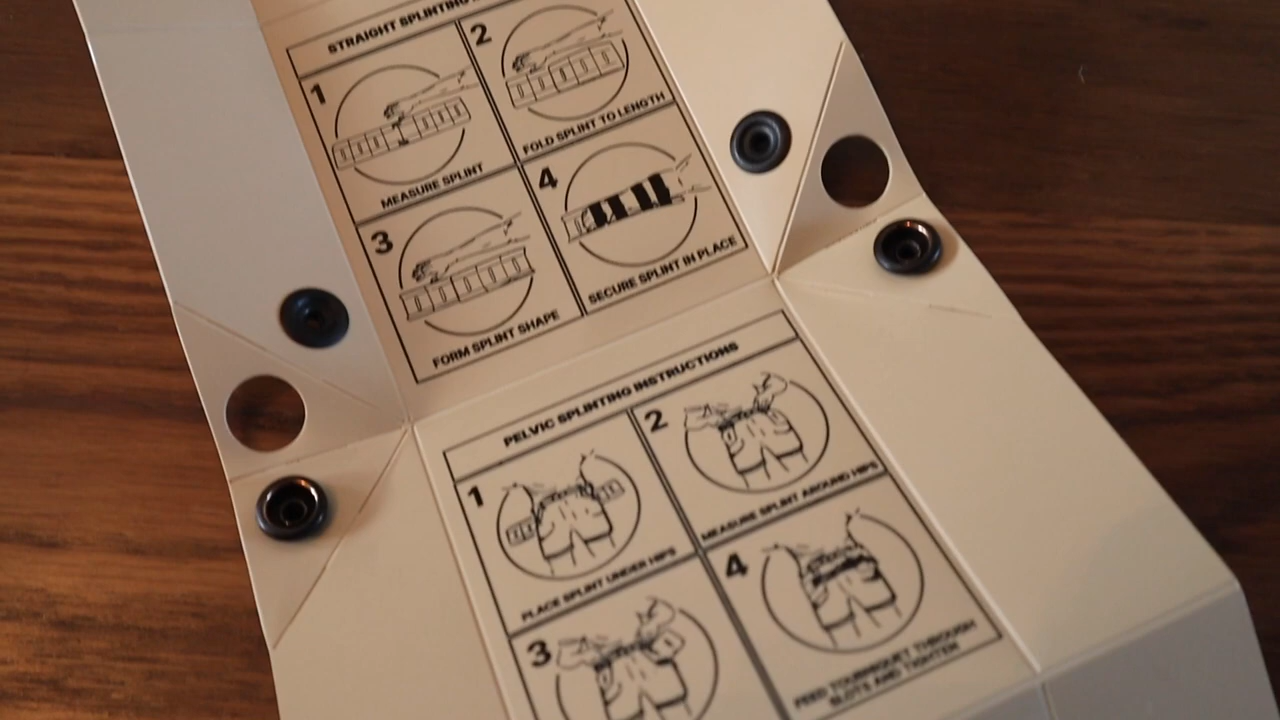 STRAIGHT SPLINTING
1
MEASURE SPLINT
2
FOLD SPLINT TO LENGTH
3
FORM SPLINT SHAPE
4
SECURE SPLINT IN PLACE
PELVIC SPLINTING INSTRUCTIONS
1
PLACE SPLINT UNDER HIPS
2
MEASURE SPLINT AROUND HIPS
3
4
FEED TOURNIQUET THROUGH
SLOTS AND TIGHTEN